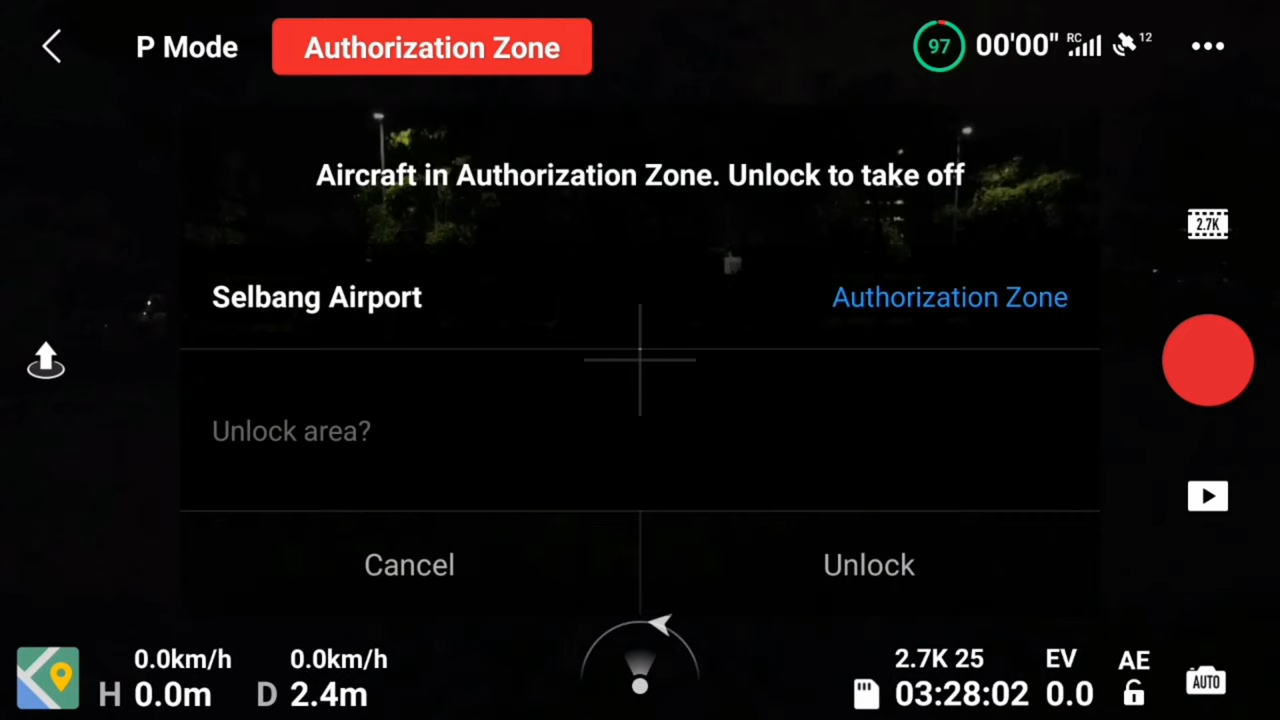 P Mode
Authorization Zone
97
00'00"
RC
12
Aircraft in Authorization Zone. Unlock to take off
2.7K
Selbang Airport
Authorization Zone
Unlock area?
Cancel
Unlock
0.0km/h
0.0km/h
H 0.0m
D 2.4m
2.7K 25
EV
AE
03:28:02
0.0
AUTO